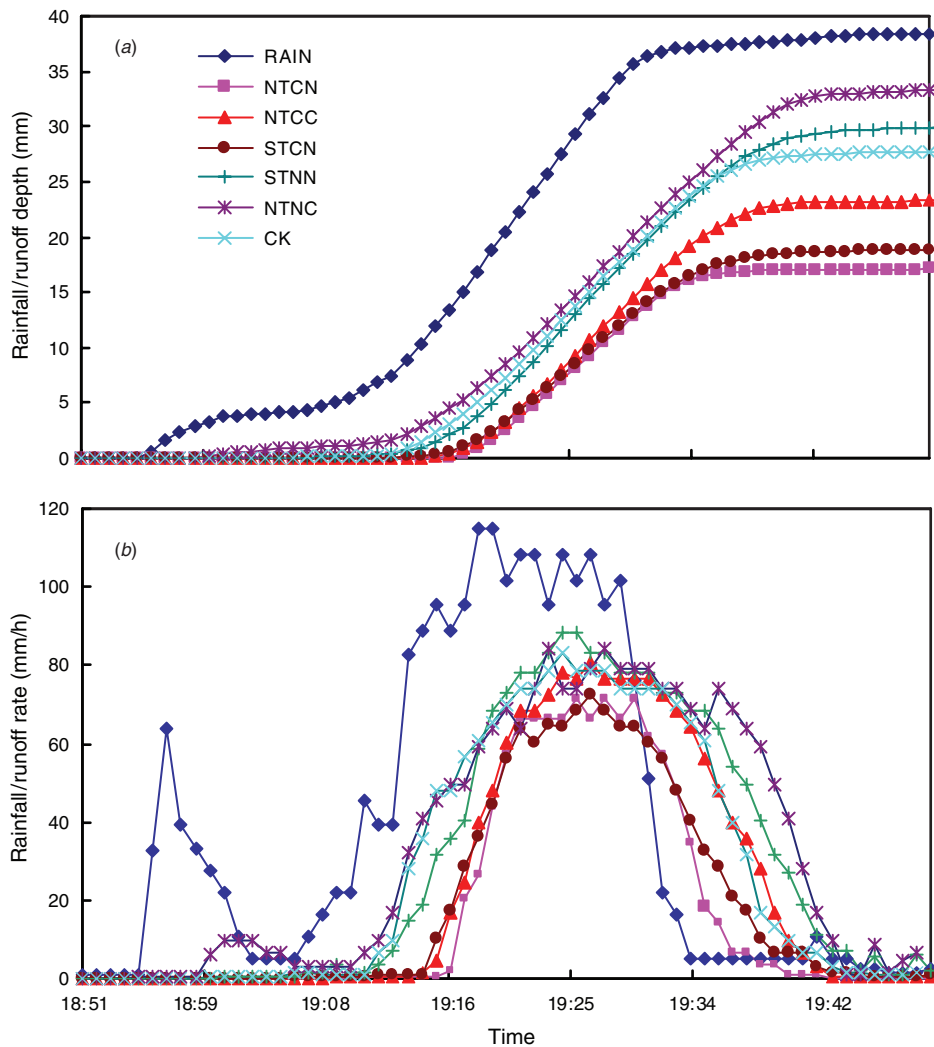 (a)
RAIN
NTCN
NTCC
STCN
STNN
NTNC
CK
Rainfall/runoff depth (mm)
40
35
30
25
20
15
10
5
0
(b)
Rainfall/runoff rate (mm/h)
120
100
80
60
40
20
0
18:51 18:59 19:08 19:16 19:25 19:34 19:42
Time